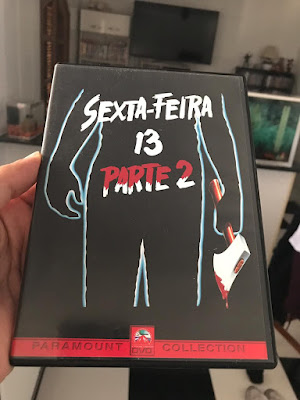 SEXTA-FEIRA
13
PARTE 2
PARAMOUNT DVD COLLECTION